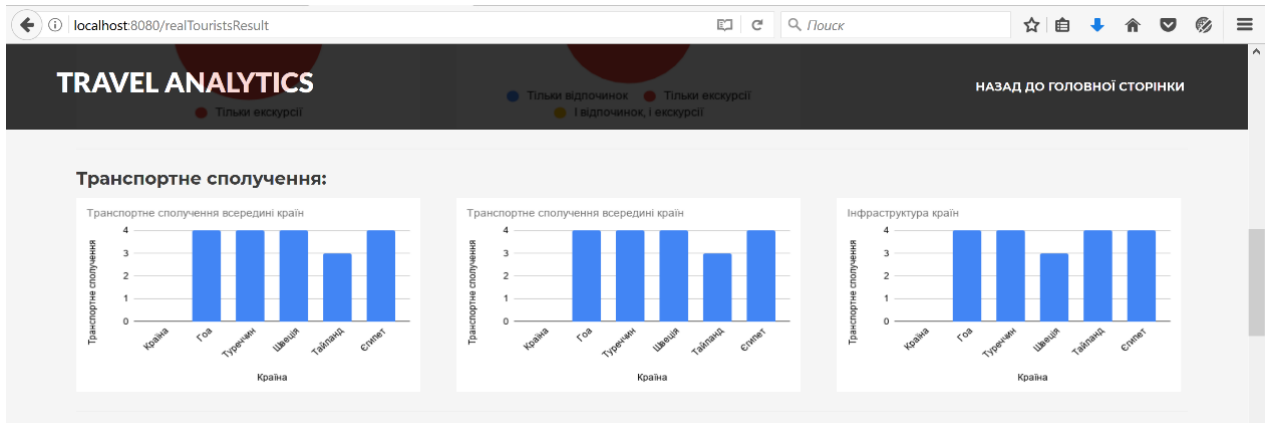 localhost:8080/realTouristsResult
Поиск
TRAVEL ANALYTICS
НАЗАД ДО ГОЛОВНОЇ СТОРІНКИ
Тільки екскурсії
Тільки відпочинок Тільки екскурсії
І відпочинок, і екскурсії
Транспортне сполучення:
Транспортне сполучення всередині країн
Транспортне сполучення
4
3
2
1
0
Країна
Гоа
Туреччин
Швеція
Тайланд
Єгипет
Країна
Транспортне сполучення всередині країн
Транспортне сполучення
4
3
2
1
0
Країна
Гоа
Туреччин
Швеція
Тайланд
Єгипет
Країна
Інфраструктура країн
Транспортне сполучення
4
3
2
1
0
Країна
Гоа
Туреччин
Швеція
Тайланд
Єгипет
Країна